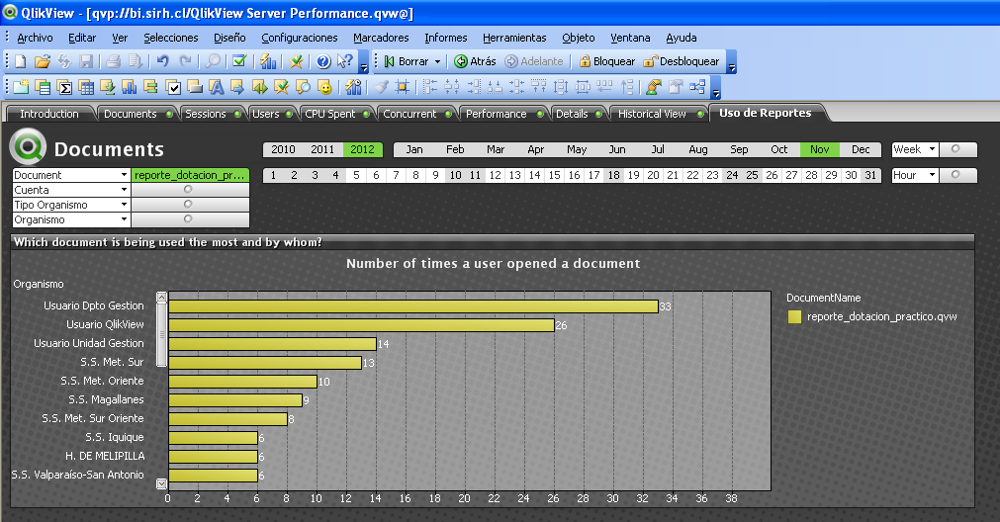 QlikView - [qvp://bi.sirh.cl/QlikView Server Performance.qvw@]
Archivo Editar Ver Selecciones Diseño Configuraciones Marcadores Informes Herramientas Objeto Ventana Ayuda
Borrar Atrás Adelante Bloquear Desbloquear
Introduction Documents Sessions Users CPU Spent Concurrent Performance Details Historical View Uso de Reportes
Documents
2010 2011 2012 Jan Feb Mar Apr May Jun Jul Aug Sep Oct Nov Dec Week
Document reporte_dotacion_pr... 1 2 3 4 5 6 7 8 9 10 11 12 13 14 15 16 17 18 19 20 21 22 23 24 25 26 27 28 29 30 31 Hour
Cuenta
Tipo Organismo
Organismo
Which document is being used the most and by whom?
Number of times a user opened a document
Organismo
DocumentName
Usuario Dpto Gestion 33
reporte_dotacion_practico.qvw
Usuario QlikView 26
Usuario Unidad Gestion 14
S.S. Met. Sur 13
S.S. Met. Oriente 10
S.S. Magallanes 9
S.S. Met. Sur Oriente 8
S.S. Iquique 6
H. DE MELIPILLA 6
S.S. Valparaíso-San Antonio 6
0 2 4 6 8 10 12 14 16 18 20 22 24 26 28 30 32 34 36 38